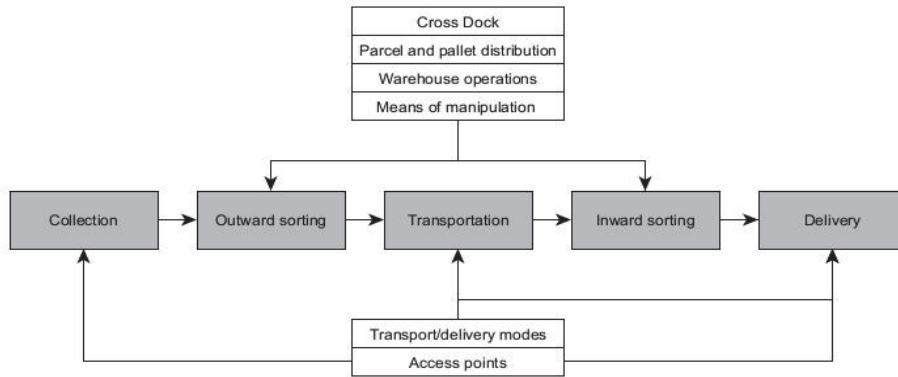 Cross Dock
Parcel and pallet distribution
Warehouse operations
Means of manipulation
Collection
Outward sorting
Transportation
Inward sorting
Delivery
Transport/delivery modes
Access points